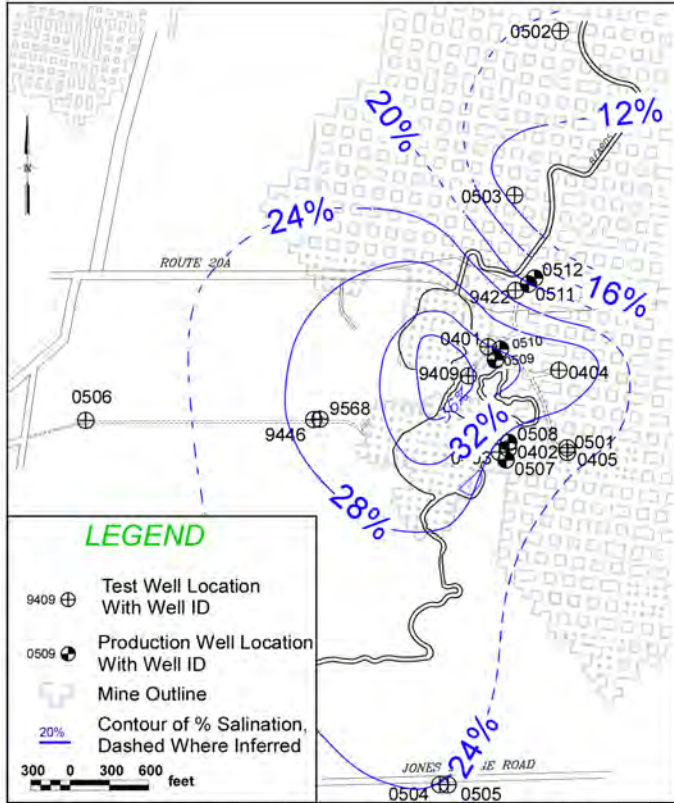 0502
20%
12%
0503
24%
ROUTE 20A
0512
9422
0511
16%
0401
0510
0509
9409
0404
0506
9568
9446
32%
0508
0501
0402
0405
0507
28%
LEGEND
9409
Test Well Location
With Well ID
0509
Production Well Location
With Well ID
Mine Outline
20%
Contour of % Salination,
Dashed Where Inferred
300 0 300 600
feet
24%
JONES
ROAD
0504
0505